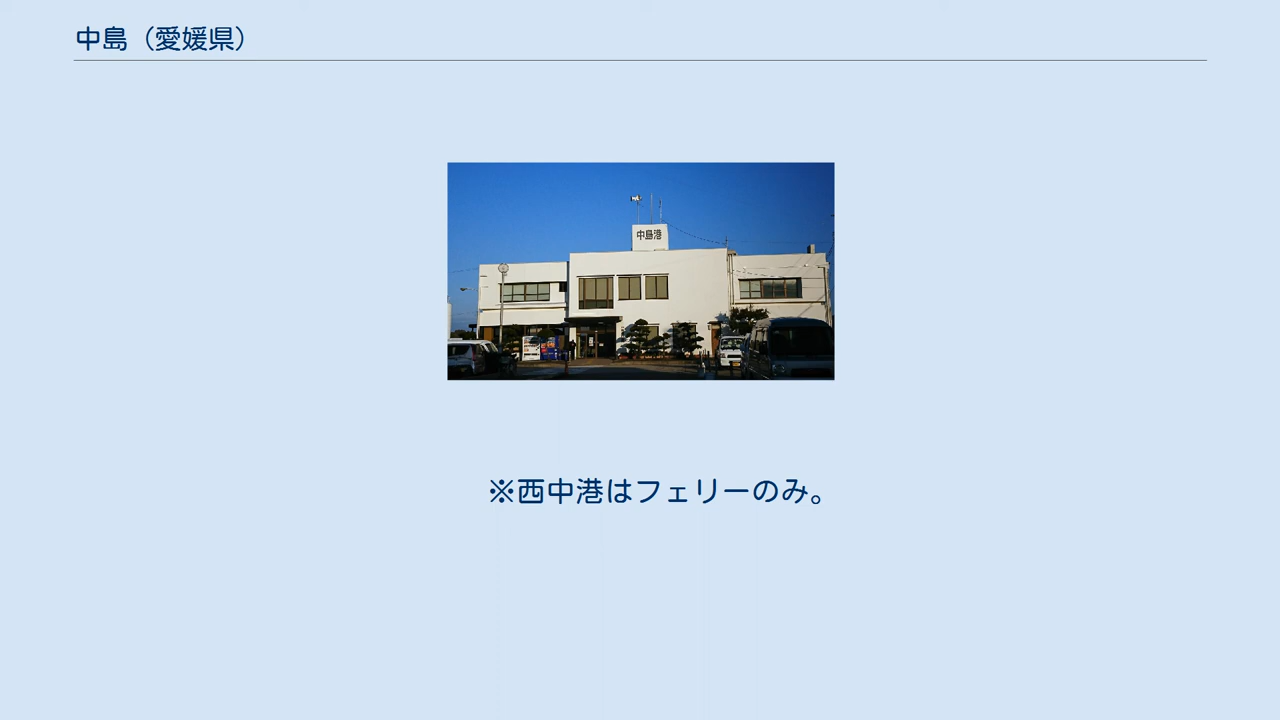 中島（愛媛県）
中島港
※西中港はフェリーのみ。